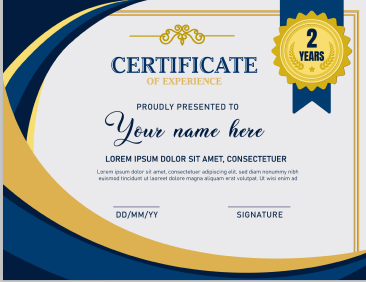 2
YEARS
CERTIFICATE
OF EXPERIENCE
PROUDLY PRESENTED TO
Your name here
LOREM IPSUM DOLOR SIT AMET, CONSECTETUER
Lorem ipsum dolor sit amet, consectetuer adipiscing elit, sed diam nonummy nibh
euismod tincidunt ut laoreet dolore magna aliquam erat volutpat. Ut wisi enim ad
DD/MM/YY
SIGNATURE